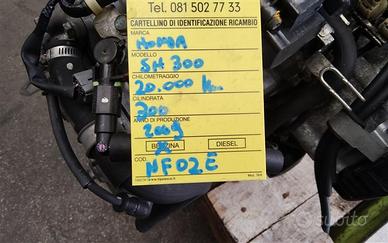 Tel. 081 502 77 33
CARTELLINO DI IDENTIFICAZIONE RICAMBIO
MARCA
HONDA
MODELLO
SH 300
CHILOMETRAGGIO
20.000 Km
CILINDRATA
300
ANNO DI PRODUZIONE
2009
BENZINA DIESEL
COD.
NF02E
subito